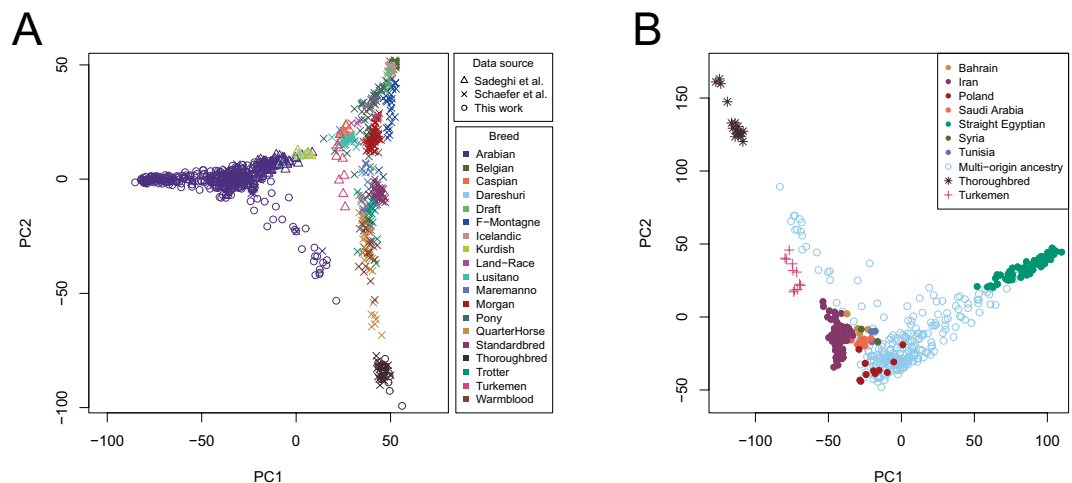 A
PC2
50
0
−50
−100
−100
−50
0
50
PC1
Data source
Sadeghi et al.
Schaefer et al.
This work
Breed
Arabian
Belgian
Caspian
Dareshuri
Draft
F−Montagne
Icelandic
Kurdish
Land−Race
Lusitano
Maremanno
Morgan
Pony
QuarterHorse
Standardbred
Thoroughbred
Trotter
Turkemen
Warmblood
B
PC2
150
100
50
0
−50
−100
−50
0
50
100
PC1
Bahrain
Iran
Poland
Saudi Arabia
Straight Egyptian
Syria
Tunisia
Multi−origin ancestry
Thoroughbred
Turkemen